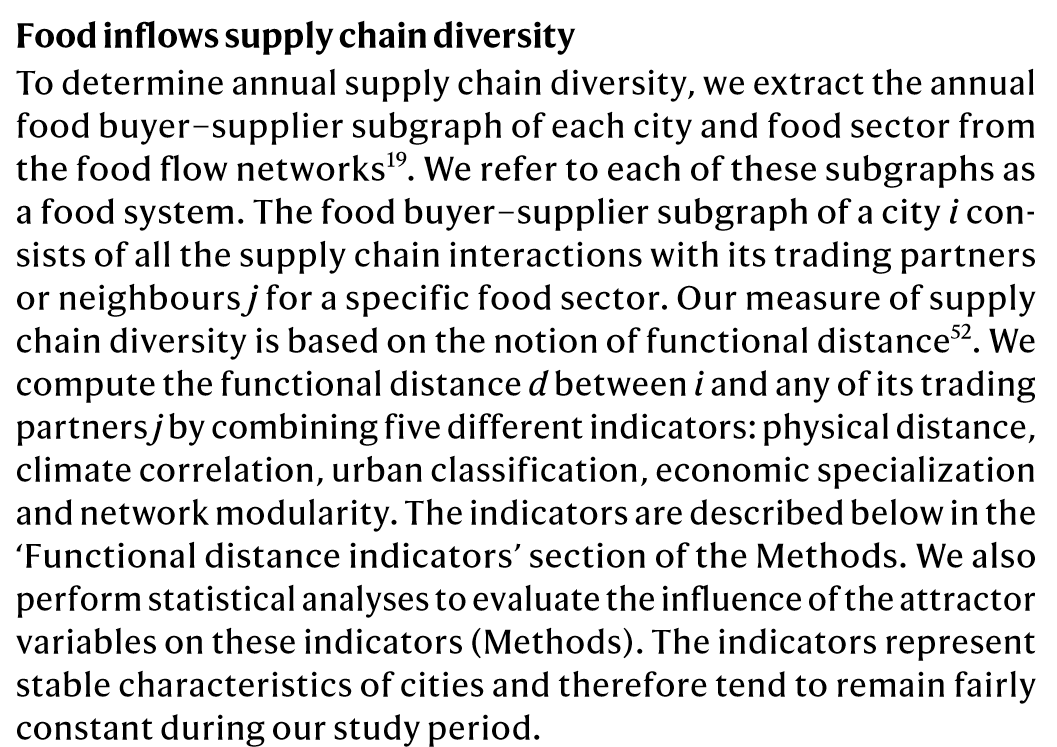 Food inflows supply chain diversity
To determine annual supply chain diversity, we extract the annual
food buyer–supplier subgraph of each city and food sector from
the food flow networks¹⁹. We refer to each of these subgraphs as
a food system. The food buyer–supplier subgraph of a city i con-
sists of all the supply chain interactions with its trading partners
or neighbours j for a specific food sector. Our measure of supply
chain diversity is based on the notion of functional distance⁵². We
compute the functional distance d between i and any of its trading
partners j by combining five different indicators: physical distance,
climate correlation, urban classification, economic specialization
and network modularity. The indicators are described below in the
‘Functional distance indicators’ section of the Methods. We also
perform statistical analyses to evaluate the influence of the attractor
variables on these indicators (Methods). The indicators represent
stable characteristics of cities and therefore tend to remain fairly
constant during our study period.